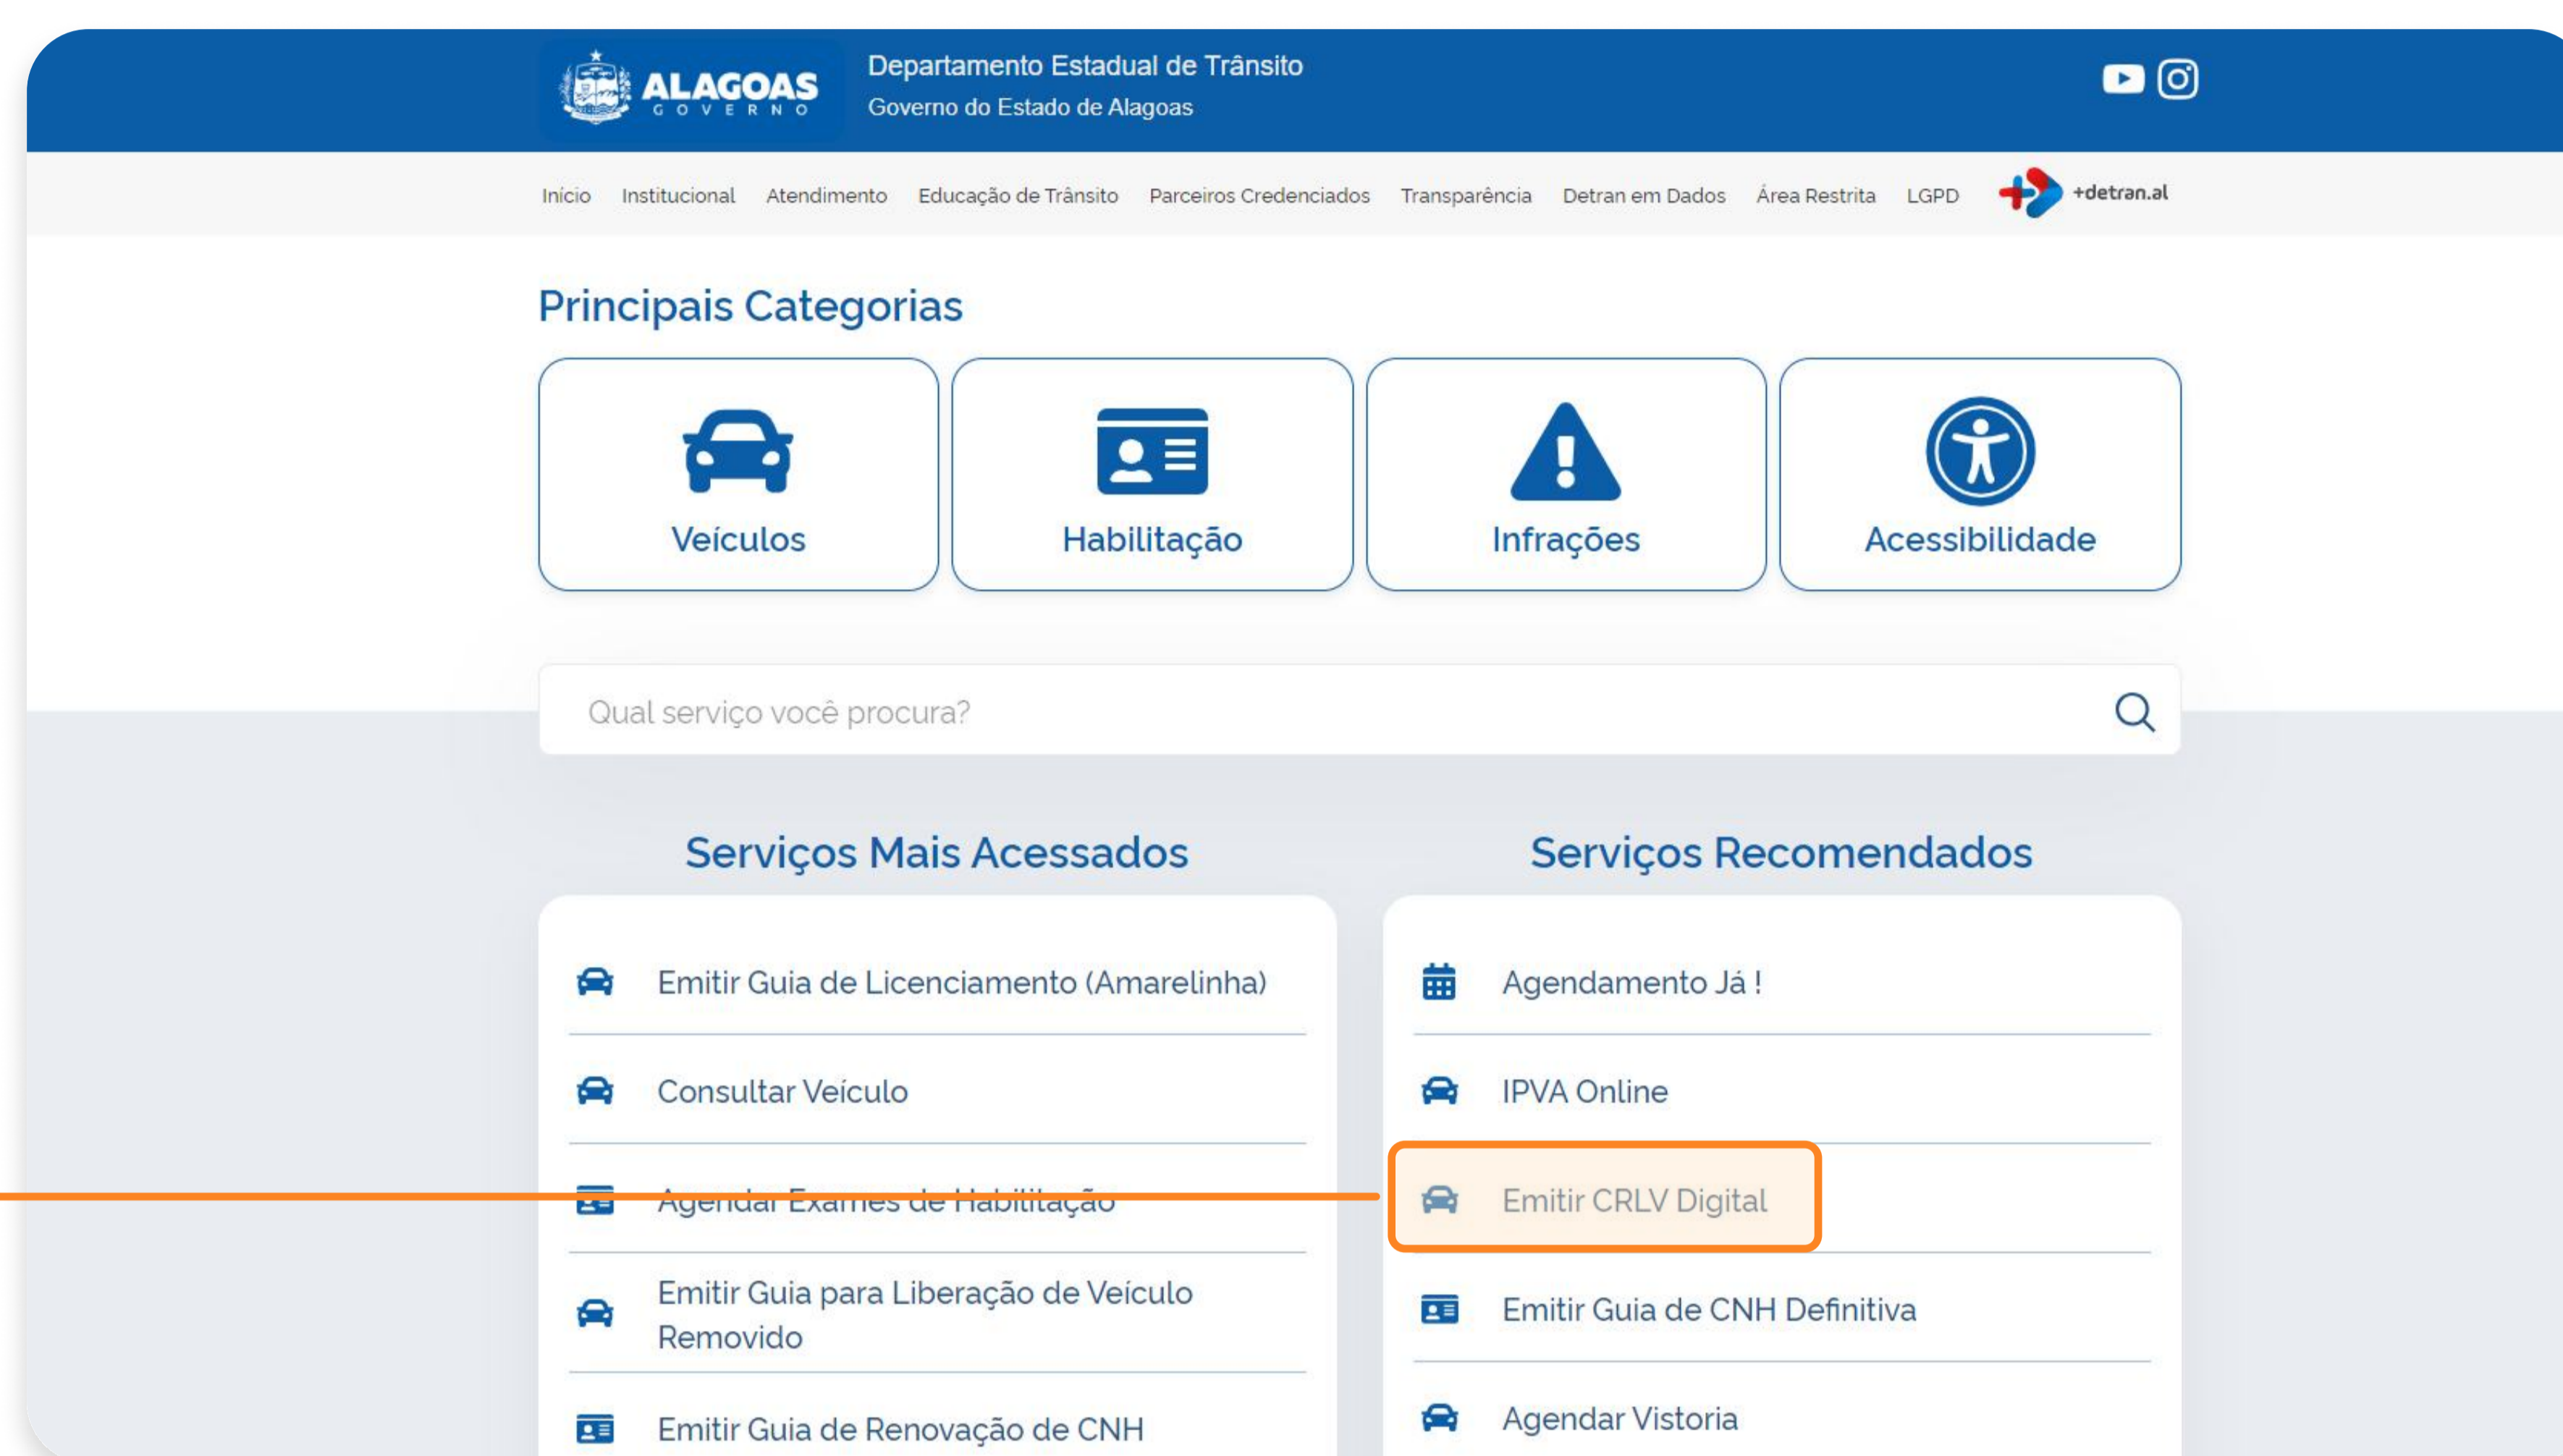 ALAGOAS
GOVERNO
Departamento Estadual de Trânsito
Governo do Estado de Alagoas
Início Institucional Atendimento Educação de Trânsito Parceiros Credenciados Transparência Detran em Dados Área Restrita LGPD +detran.al
Principais Categorias
Veículos Habilitação Infrações Acessibilidade
Qual serviço você procura?
Serviços Mais Acessados
Emitir Guia de Licenciamento (Amarelinha)
Consultar Veículo
Agendar Exames de Habilitação
Emitir Guia para Liberação de Veículo
Removido
Emitir Guia de Renovação de CNH
Serviços Recomendados
Agendamento Já !
IPVA Online
Emitir CRLV Digital
Emitir Guia de CNH Definitiva
Agendar Vistoria